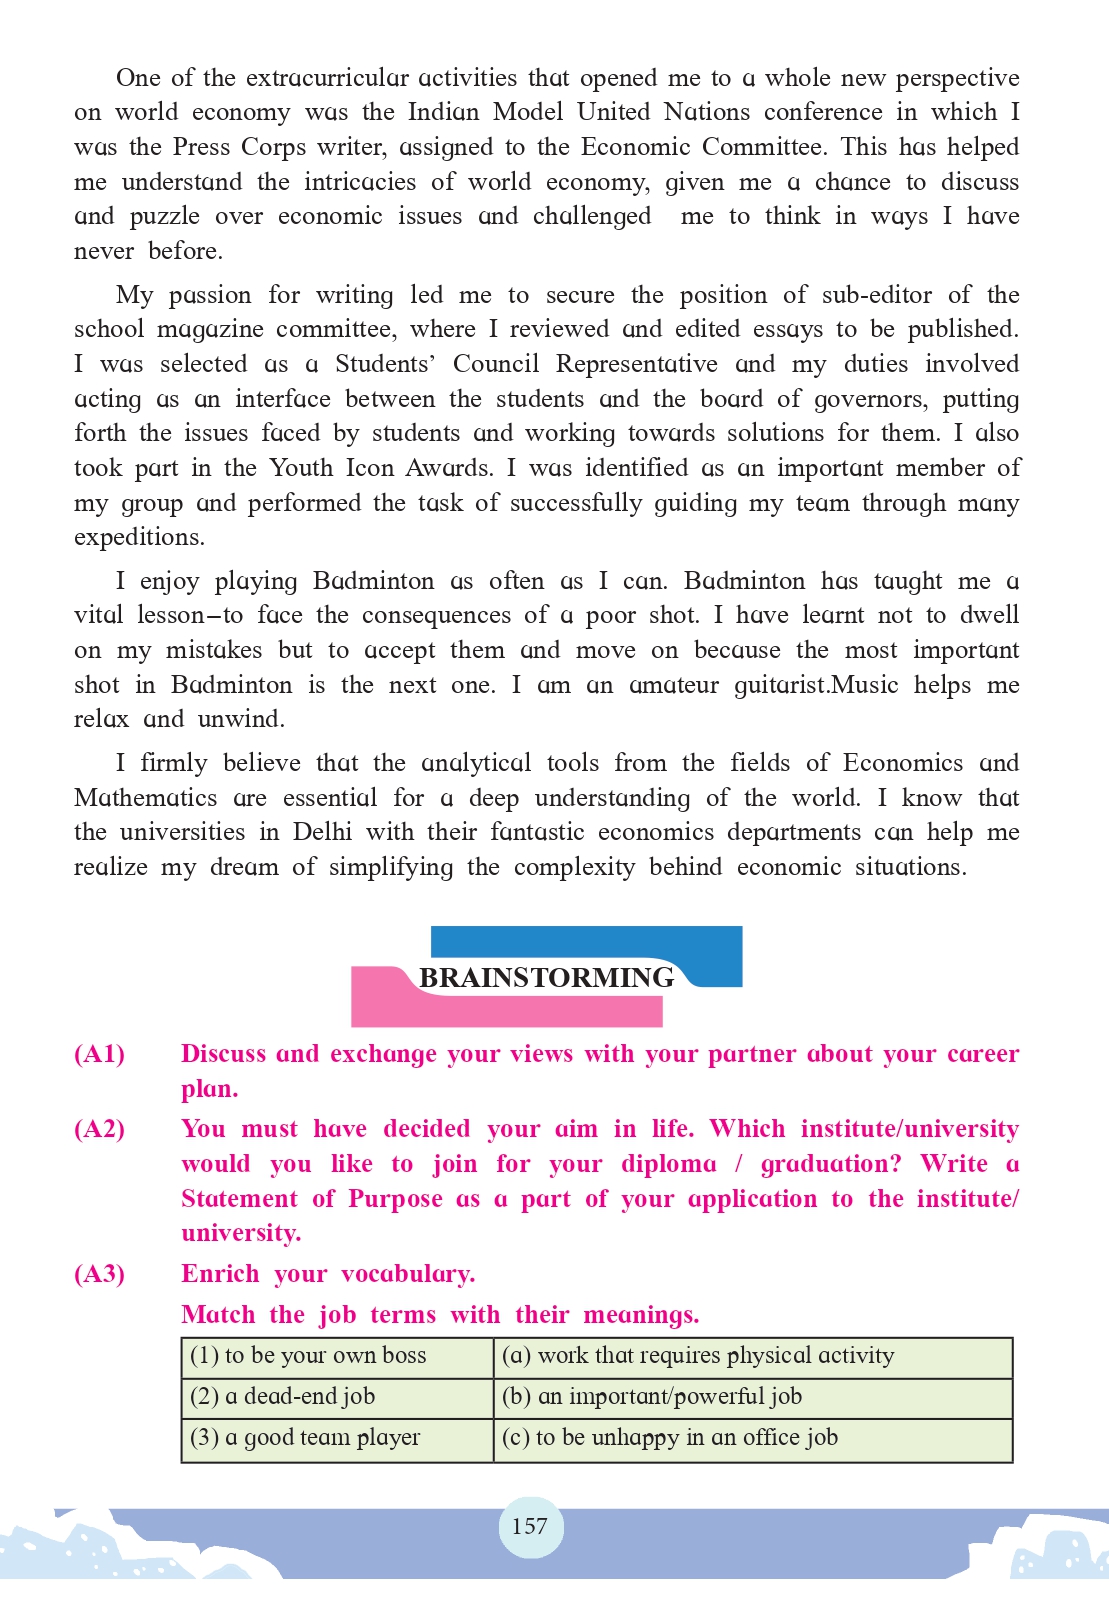 One of the extracurricular activities that opened me to a whole new perspective
on world economy was the Indian Model United Nations conference in which I
was the Press Corps writer, assigned to the Economic Committee. This has helped
me understand the intricacies of world economy, given me a chance to discuss
and puzzle over economic issues and challenged me to think in ways I have
never before.
My passion for writing led me to secure the position of sub-editor of the
school magazine committee, where I reviewed and edited essays to be published.
I was selected as a Students’ Council Representative and my duties involved
acting as an interface between the students and the board of governors, putting
forth the issues faced by students and working towards solutions for them. I also
took part in the Youth Icon Awards. I was identified as an important member of
my group and performed the task of successfully guiding my team through many
expeditions.
I enjoy playing Badminton as often as I can. Badminton has taught me a
vital lesson–to face the consequences of a poor shot. I have learnt not to dwell
on my mistakes but to accept them and move on because the most important
shot in Badminton is the next one. I am an amateur guitarist.Music helps me
relax and unwind.
I firmly believe that the analytical tools from the fields of Economics and
Mathematics are essential for a deep understanding of the world. I know that
the universities in Delhi with their fantastic economics departments can help me
realize my dream of simplifying the complexity behind economic situations.
BRAINSTORMING
(A1) Discuss and exchange your views with your partner about your career
plan.
(A2) You must have decided your aim in life. Which institute/university
would you like to join for your diploma / graduation? Write a
Statement of Purpose as a part of your application to the institute/
university.
(A3) Enrich your vocabulary.
Match the job terms with their meanings.
(1) to be your own boss (a) work that requires physical activity
(2) a dead-end job (b) an important/powerful job
(3) a good team player (c) to be unhappy in an office job
157